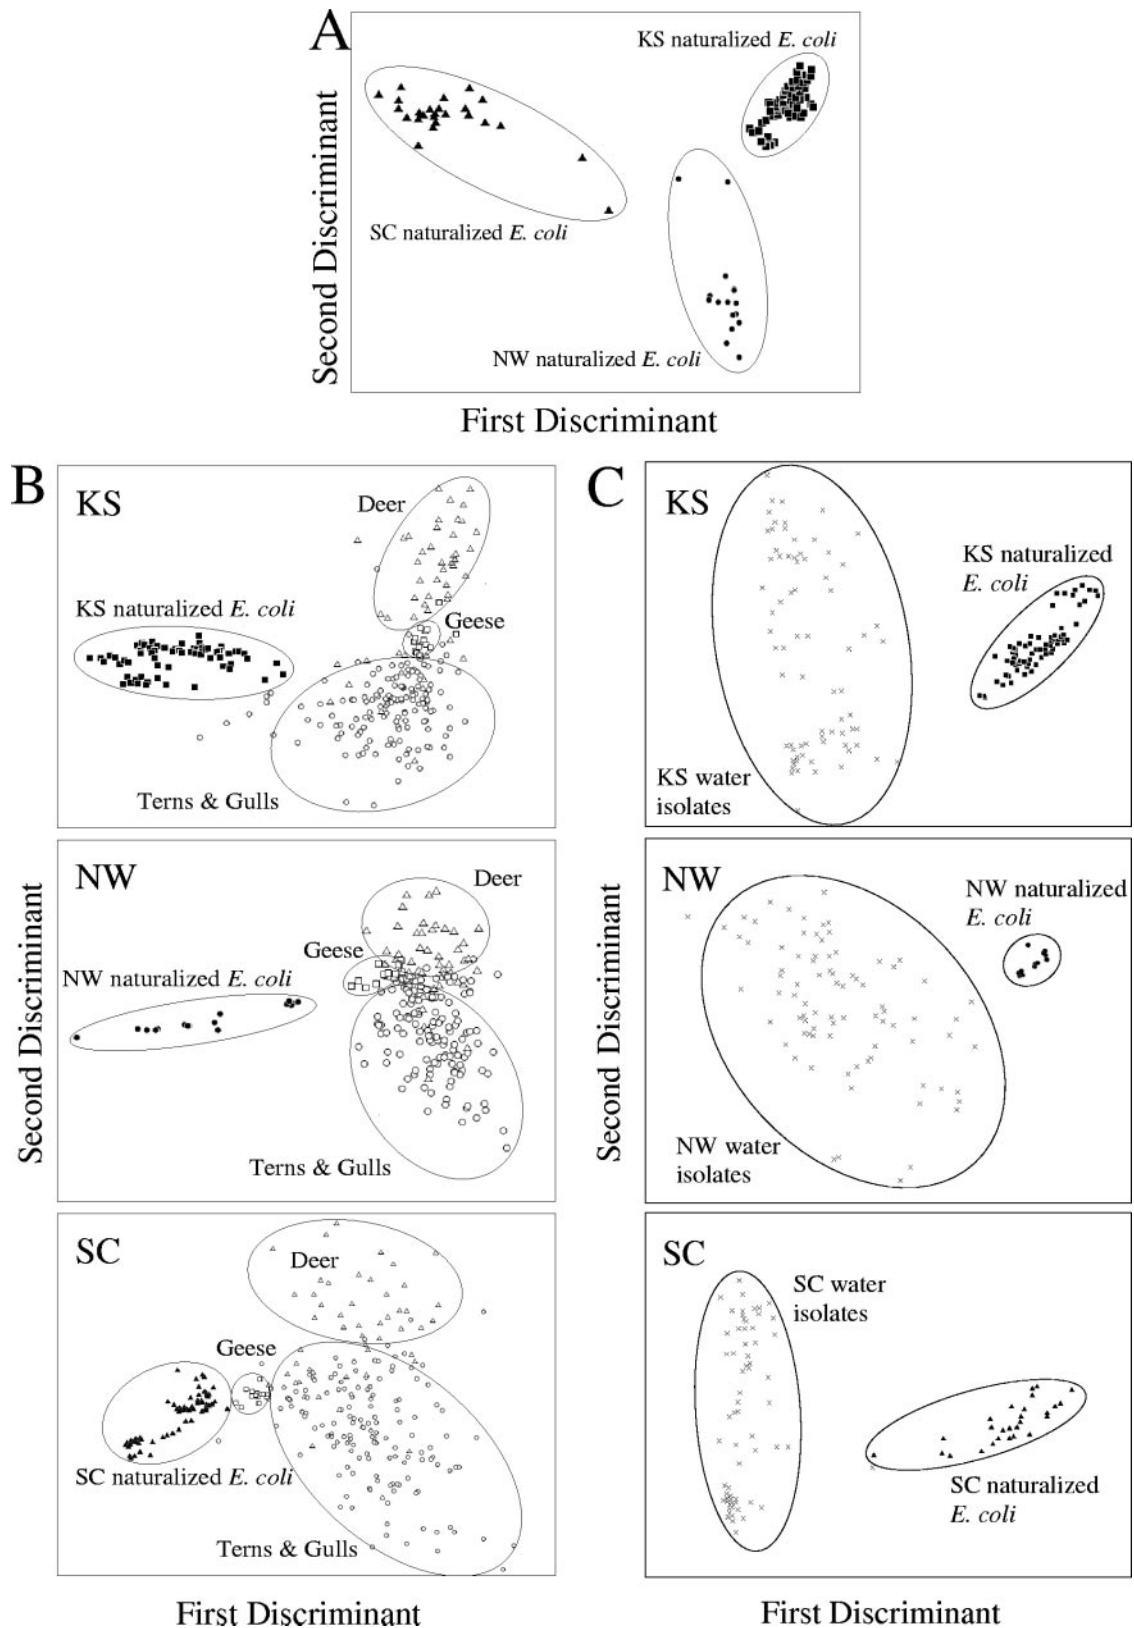 A
KS naturalized E. coli
SC naturalized E. coli
NW naturalized E. coli
Second Discriminant
First Discriminant
B
KS
Deer
Geese
KS naturalized E. coli
Terns & Gulls
NW
Deer
Geese
NW naturalized E. coli
Terns & Gulls
SC
Deer
Geese
SC naturalized E. coli
Terns & Gulls
Second Discriminant
First Discriminant
C
KS
KS naturalized
E. coli
KS water
isolates
NW
NW naturalized
E. coli
NW water
isolates
SC
SC water
isolates
SC naturalized
E. coli
Second Discriminant
First Discriminant